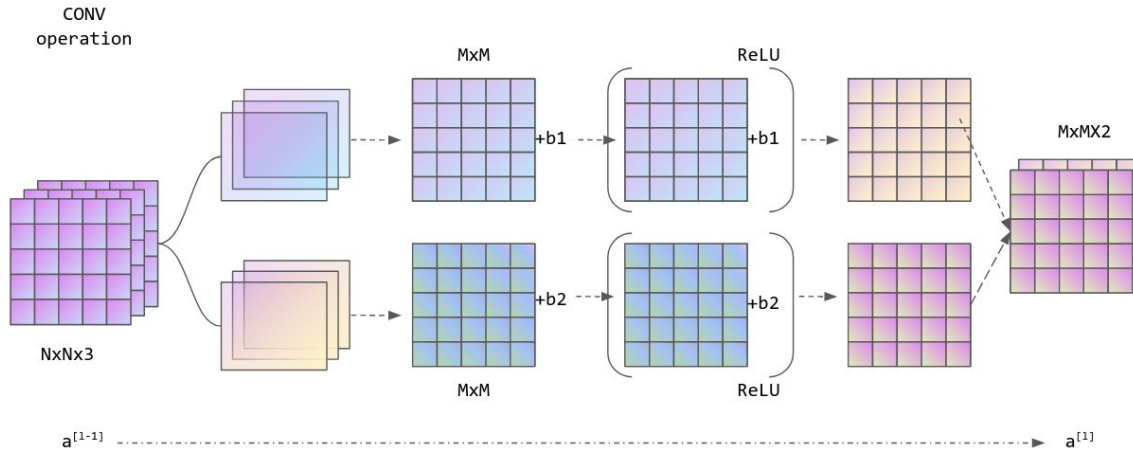 CONV
operation
MxM
ReLU
+b1
+b1
MxMX2
NxNx3
+b2
+b2
MxM
ReLU
a[l-1]
a[l]